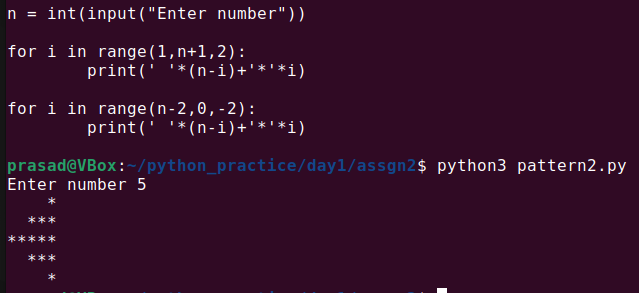 n = int(input("Enter number"))

for i in range(1,n+1,2):
        print(' '*(n-i)+'*'*i)

for i in range(n-2,0,-2):
        print(' '*(n-i)+'*'*i)

prasad@VBox:~/python_practice/day1/assgn2$ python3 pattern2.py
Enter number 5
    *
  ***
*****
  ***
    *